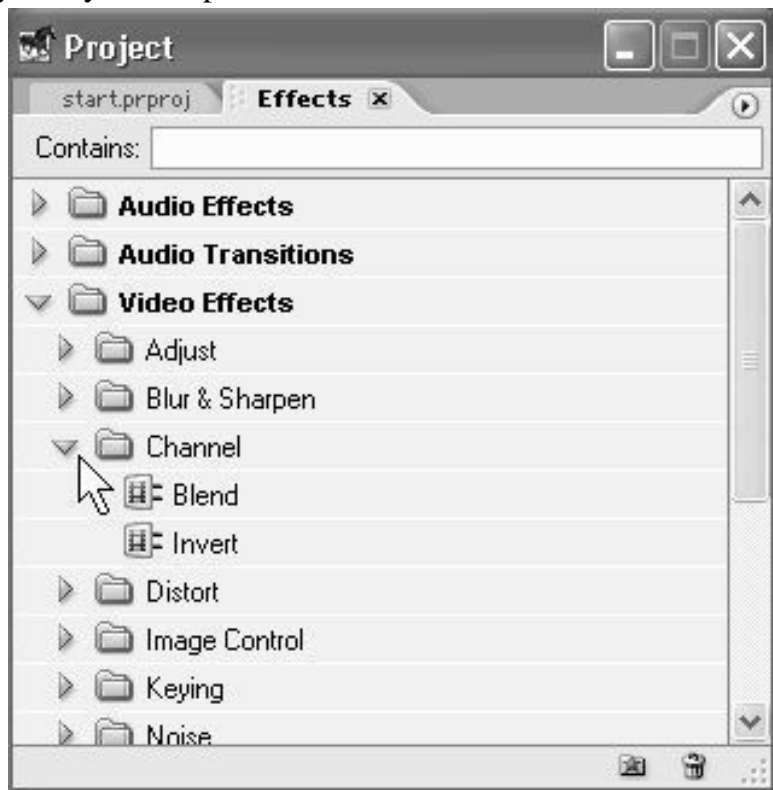 Project
start.prproj Effects
Contains:
Audio Effects
Audio Transitions
Video Effects
Adjust
Blur & Sharpen
Channel
Blend
Invert
Distort
Image Control
Keying
Noise